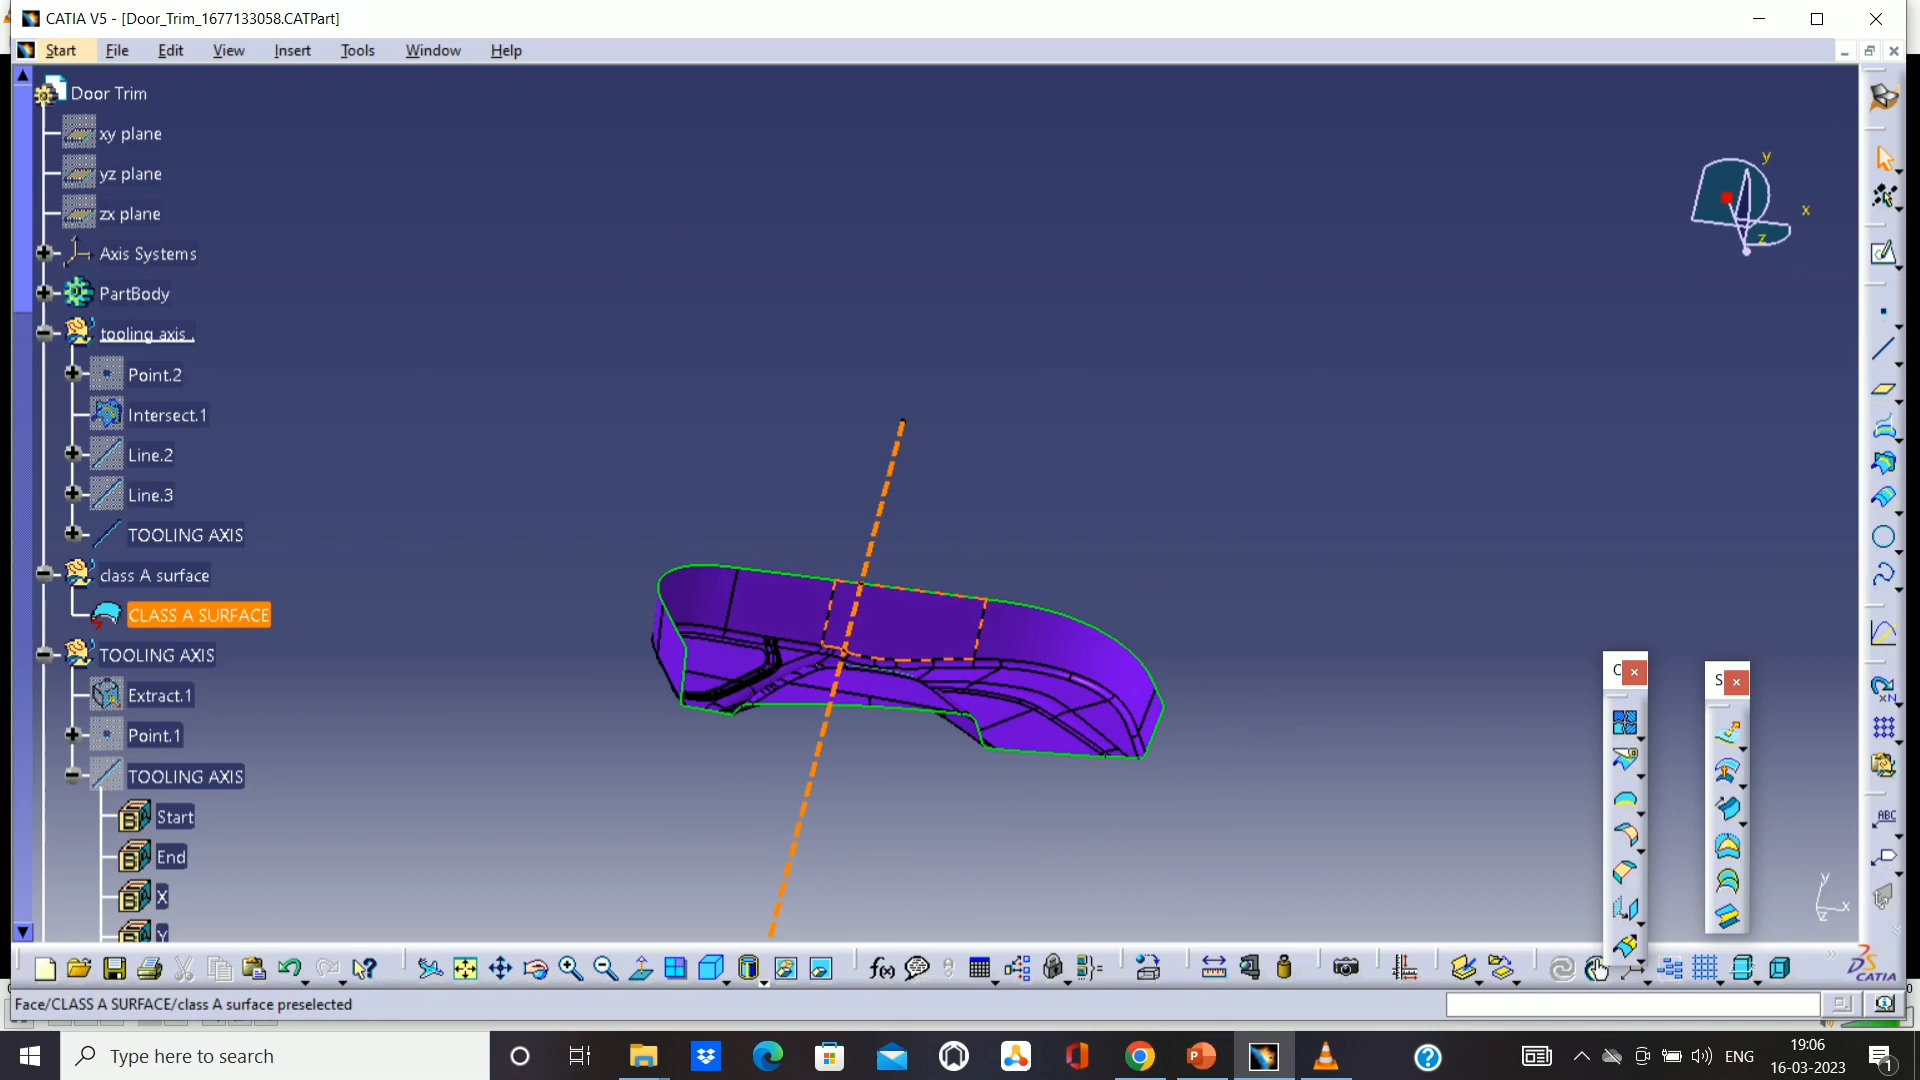 CATIA V5 - [Door_Trim_1677133058.CATPart]
Start File Edit View Insert Tools Window Help
Door Trim
xy plane
yz plane
zx plane
Axis Systems
PartBody
tooling axis .
Point.2
Intersect.1
Line.2
Line.3
TOOLING AXIS
class A surface
CLASS A SURFACE
TOOLING AXIS
Extract.1
Point.1
TOOLING AXIS
Start
End
X
Y
y
x
z
C
S
ABC
y
x
z
f(x)
CATIA
Face/CLASS A SURFACE/class A surface preselected
Type here to search
ENG
19:06
16-03-2023
1